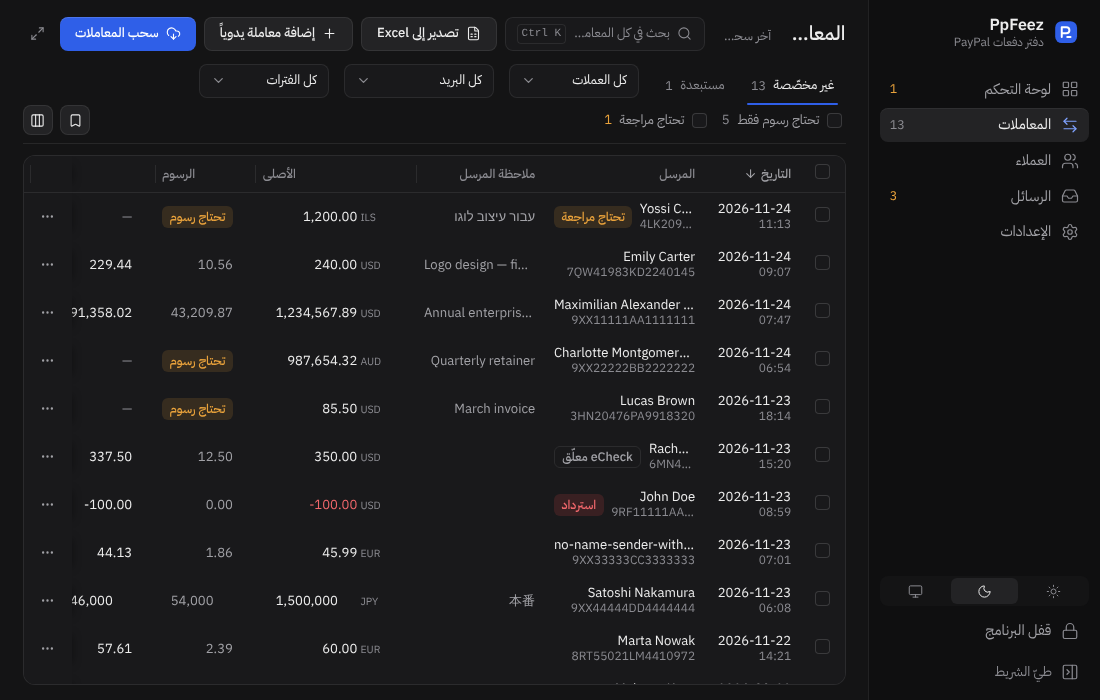 PpFeez
دفتر دفعات PayPal
لوحة التحكم 1
المعاملات 13
العملاء
الرسائل 3
الإعدادات
قفل البرنامج
طيّ الشريط
المعا...
آخر سحـ...
بحث في كل المعامـ... Ctrl K
تصدير إلى Excel
إضافة معاملة يدوياً
سحب المعاملات
غير مخصّصة 13
مستبعدة 1
كل العملات
كل البريد
كل الفترات
تحتاج رسوم فقط 5
تحتاج مراجعة 1
التاريخ المرسل ملاحظة المرسل الأصلي الرسوم
2026-11-24 Yossi C... تحتاج مراجعة עבור עיצוב לוגו 1,200.00 ILS تحتاج رسوم —
11:13 4LK209...
2026-11-24 Emily Carter Logo design — fi... 240.00 USD 10.56 229.44
09:07 7QW41983KD2240145
2026-11-24 Maximilian Alexander ... Annual enterpris... 1,234,567.89 USD 43,209.87 91,358.02
07:47 9XX11111AA1111111
2026-11-24 Charlotte Montgomer... Quarterly retainer 987,654.32 AUD تحتاج رسوم —
06:54 9XX22222BB2222222
2026-11-23 Lucas Brown March invoice 85.50 USD تحتاج رسوم —
18:14 3HN20476PA9918320
2026-11-23 Rach... eCheck معلّق 350.00 USD 12.50 337.50
15:20 6MN4...
2026-11-23 John Doe استرداد -100.00 USD 0.00 -100.00
08:59 9RF11111AA...
2026-11-23 no-name-sender-with... 45.99 EUR 1.86 44.13
07:01 9XX33333CC3333333
2026-11-23 Satoshi Nakamura 本番 1,500,000 JPY 54,000 46,000
06:08 9XX44444DD4444444
2026-11-22 Marta Nowak 60.00 EUR 2.39 57.61
14:21 8RT55021LM4410972